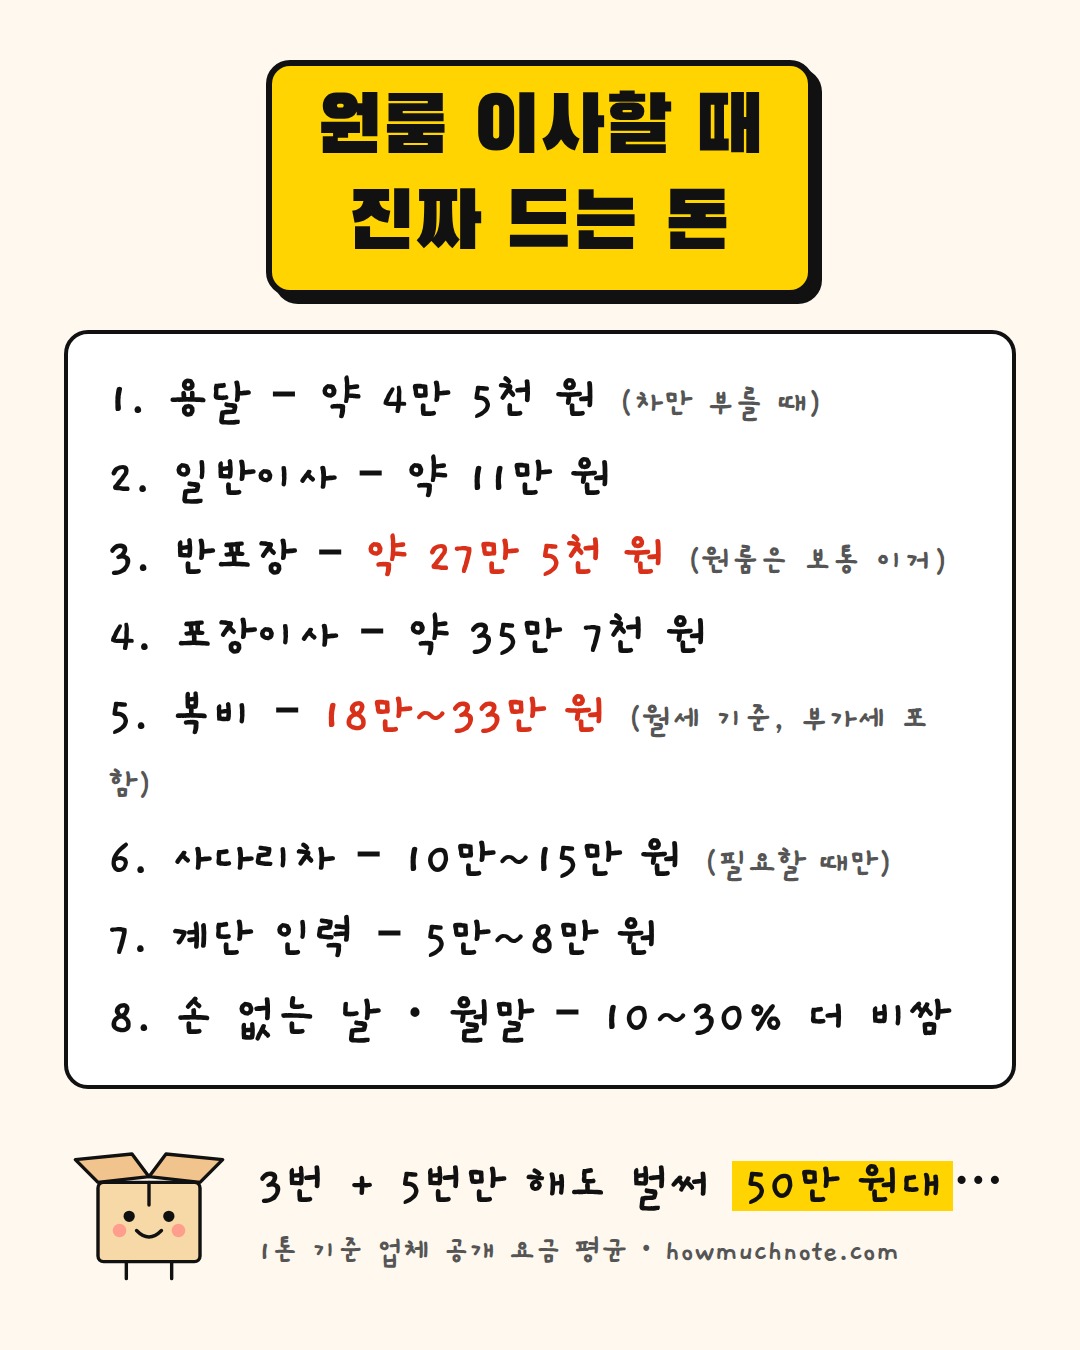 원룸 이사할 때
진짜 드는 돈
1. 용달 - 약 4만 5천 원 (차만 부를 때)
2. 일반이사 - 약 11만 원
3. 반포장 - 약 27만 5천 원 (원룸은 보통 이거)
4. 포장이사 - 약 35만 7천 원
5. 복비 - 18만~33만 원 (월세 기준, 부가세 포
함)
6. 사다리차 - 10만~15만 원 (필요할 때만)
7. 계단 인력 - 5만~8만 원
8. 손 없는 날 · 월말 - 10~30% 더 비쌈
3번 + 5번만 해도 벌써 50만 원대…
1톤 기준 업체 공개 요금 평균 · howmuchnote.com